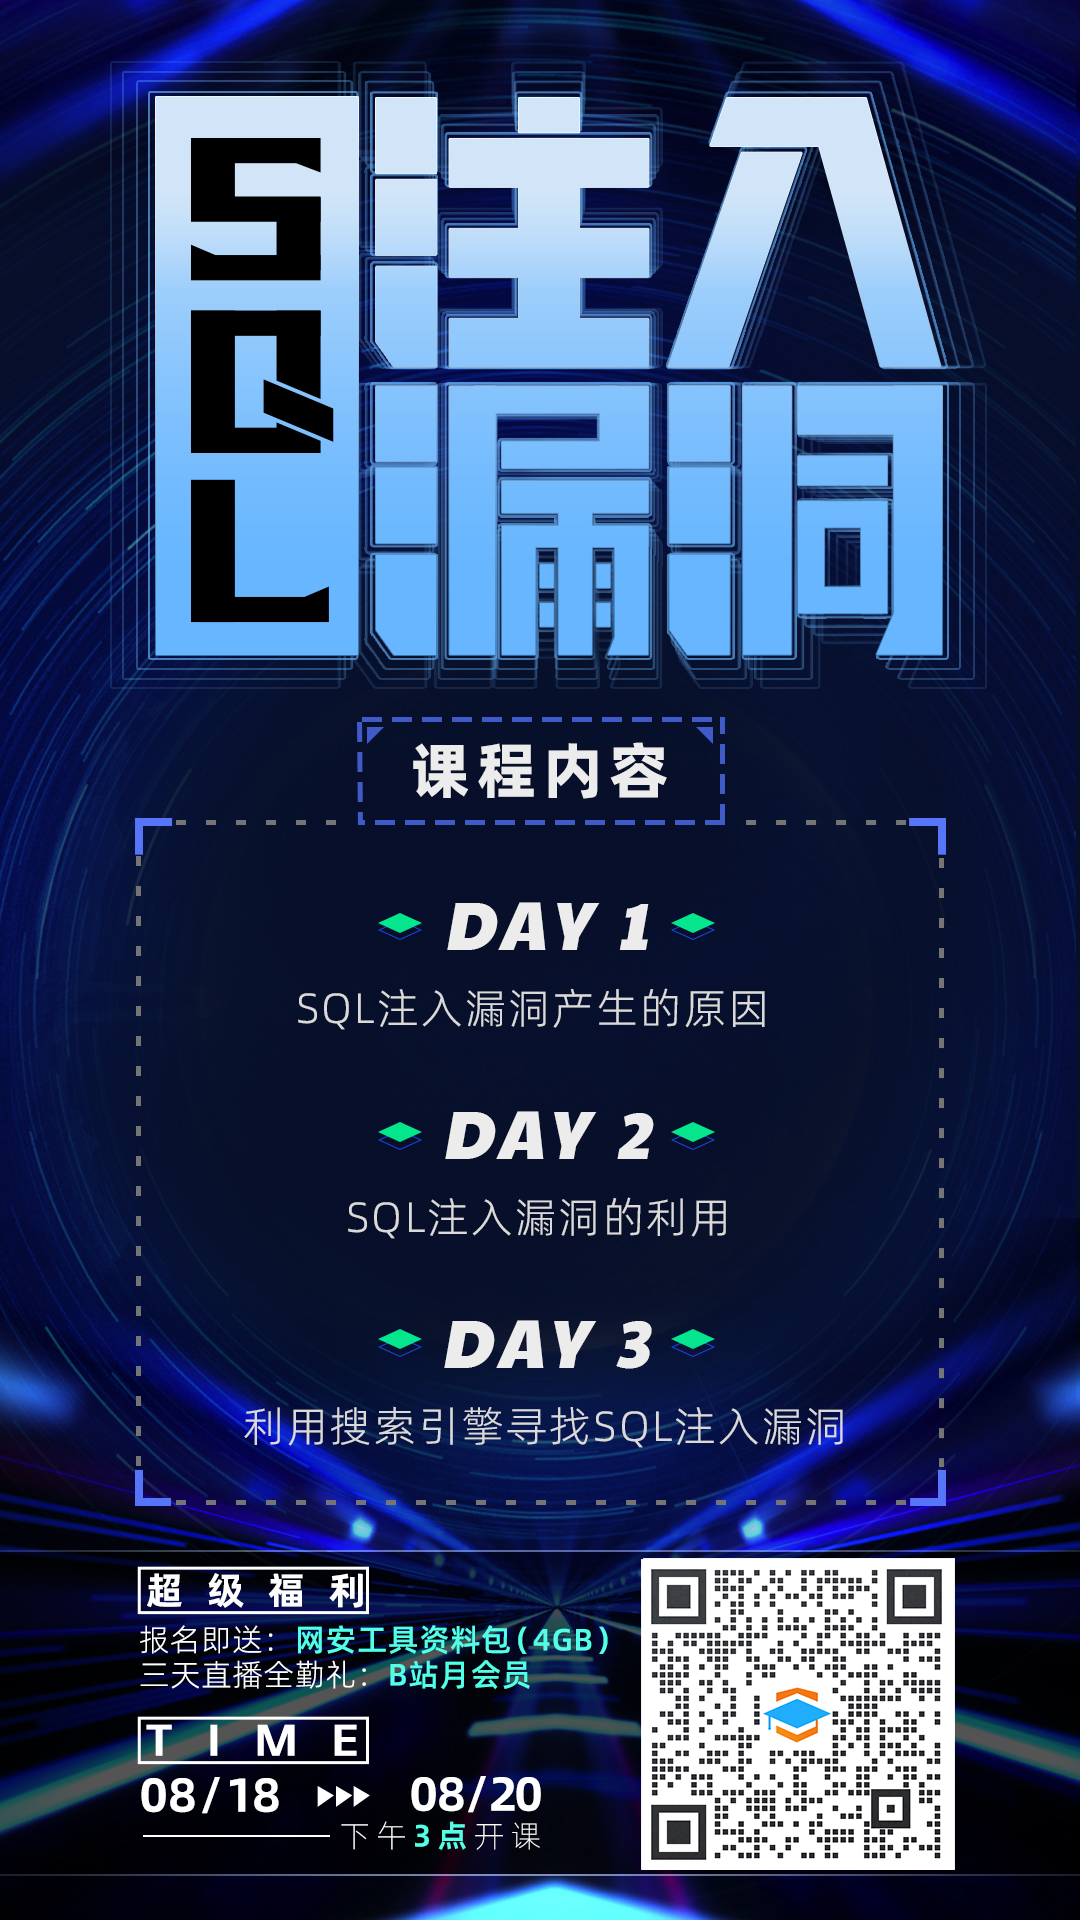 SQL
注入
漏洞
课程内容
DAY 1
SQL注入漏洞产生的原因
DAY 2
SQL注入漏洞的利用
DAY 3
利用搜索引擎寻找SQL注入漏洞
超级福利
报名即送：网安工具资料包(4GB)
三天直播全勤礼：B站月会员
TIME
08/18 08/20
下午3点开课